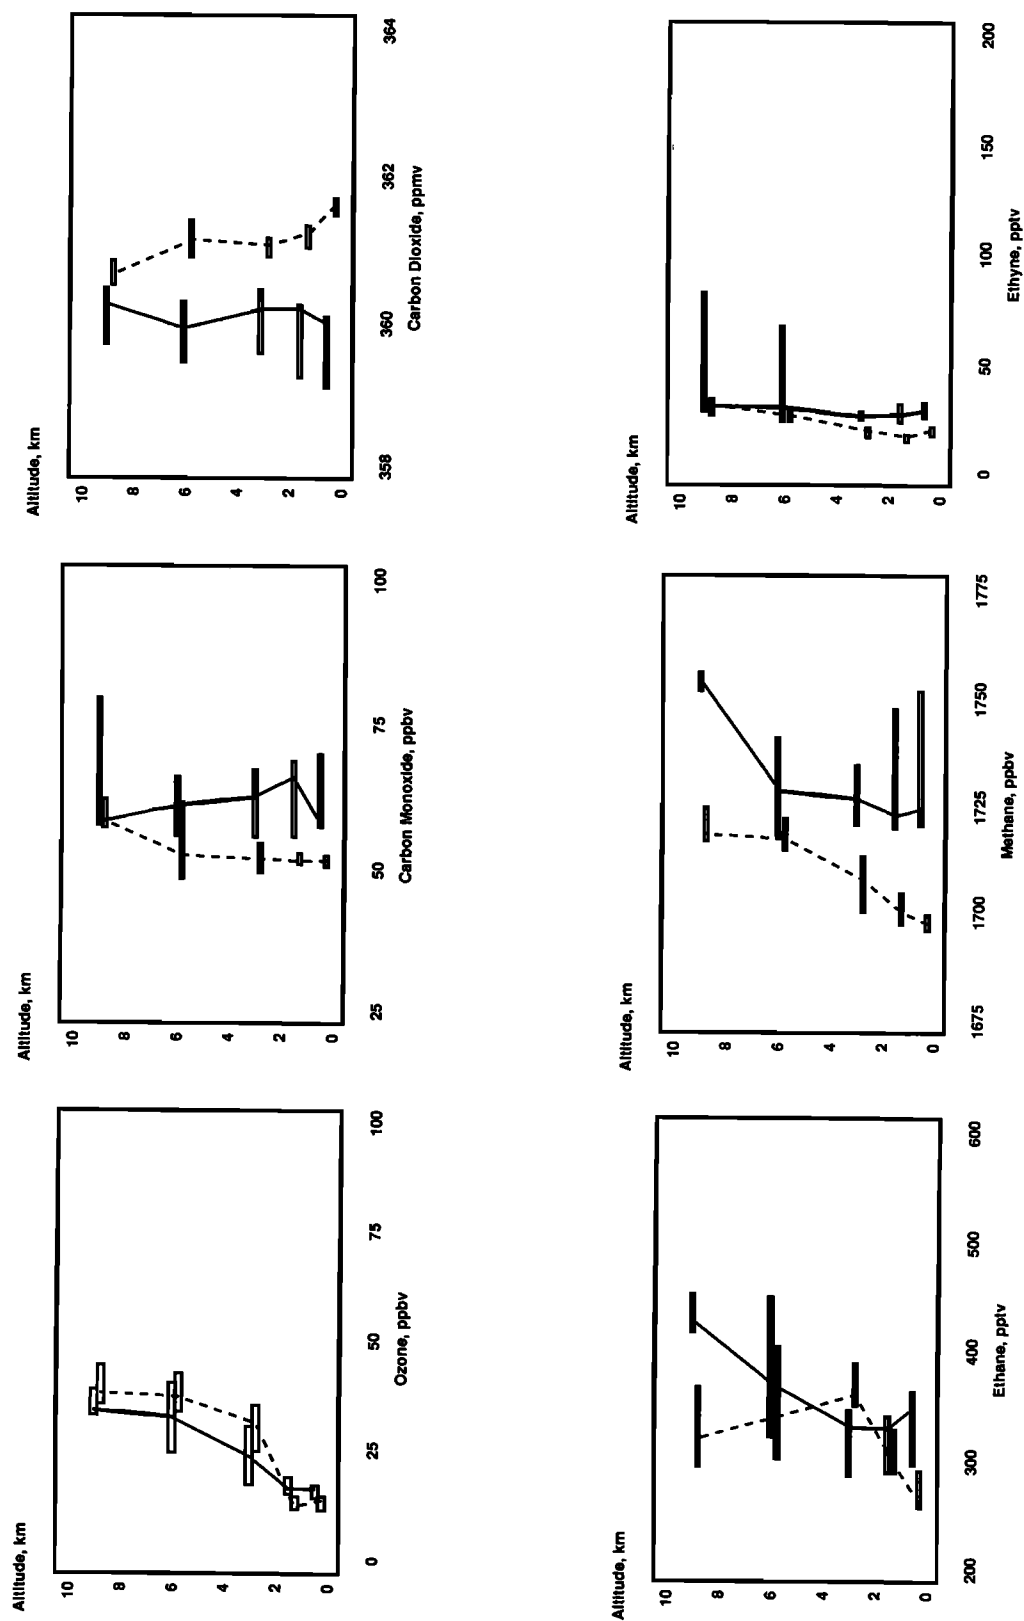 Altitude, km
10
8
6
4
2
0
0 25 50 75 100
Ozone, ppbv
Altitude, km
10
8
6
4
2
0
25 50 75 100
Carbon Monoxide, ppbv
Altitude, km
10
8
6
4
2
0
358 360 362 364
Carbon Dioxide, ppmv
Altitude, km
10
8
6
4
2
0
200 300 400 500 600
Ethane, pptv
Altitude, km
10
8
6
4
2
0
1675 1700 1725 1750 1775
Methane, ppbv
Altitude, km
10
8
6
4
2
0
0 50 100 150 200
Ethyne, pptv